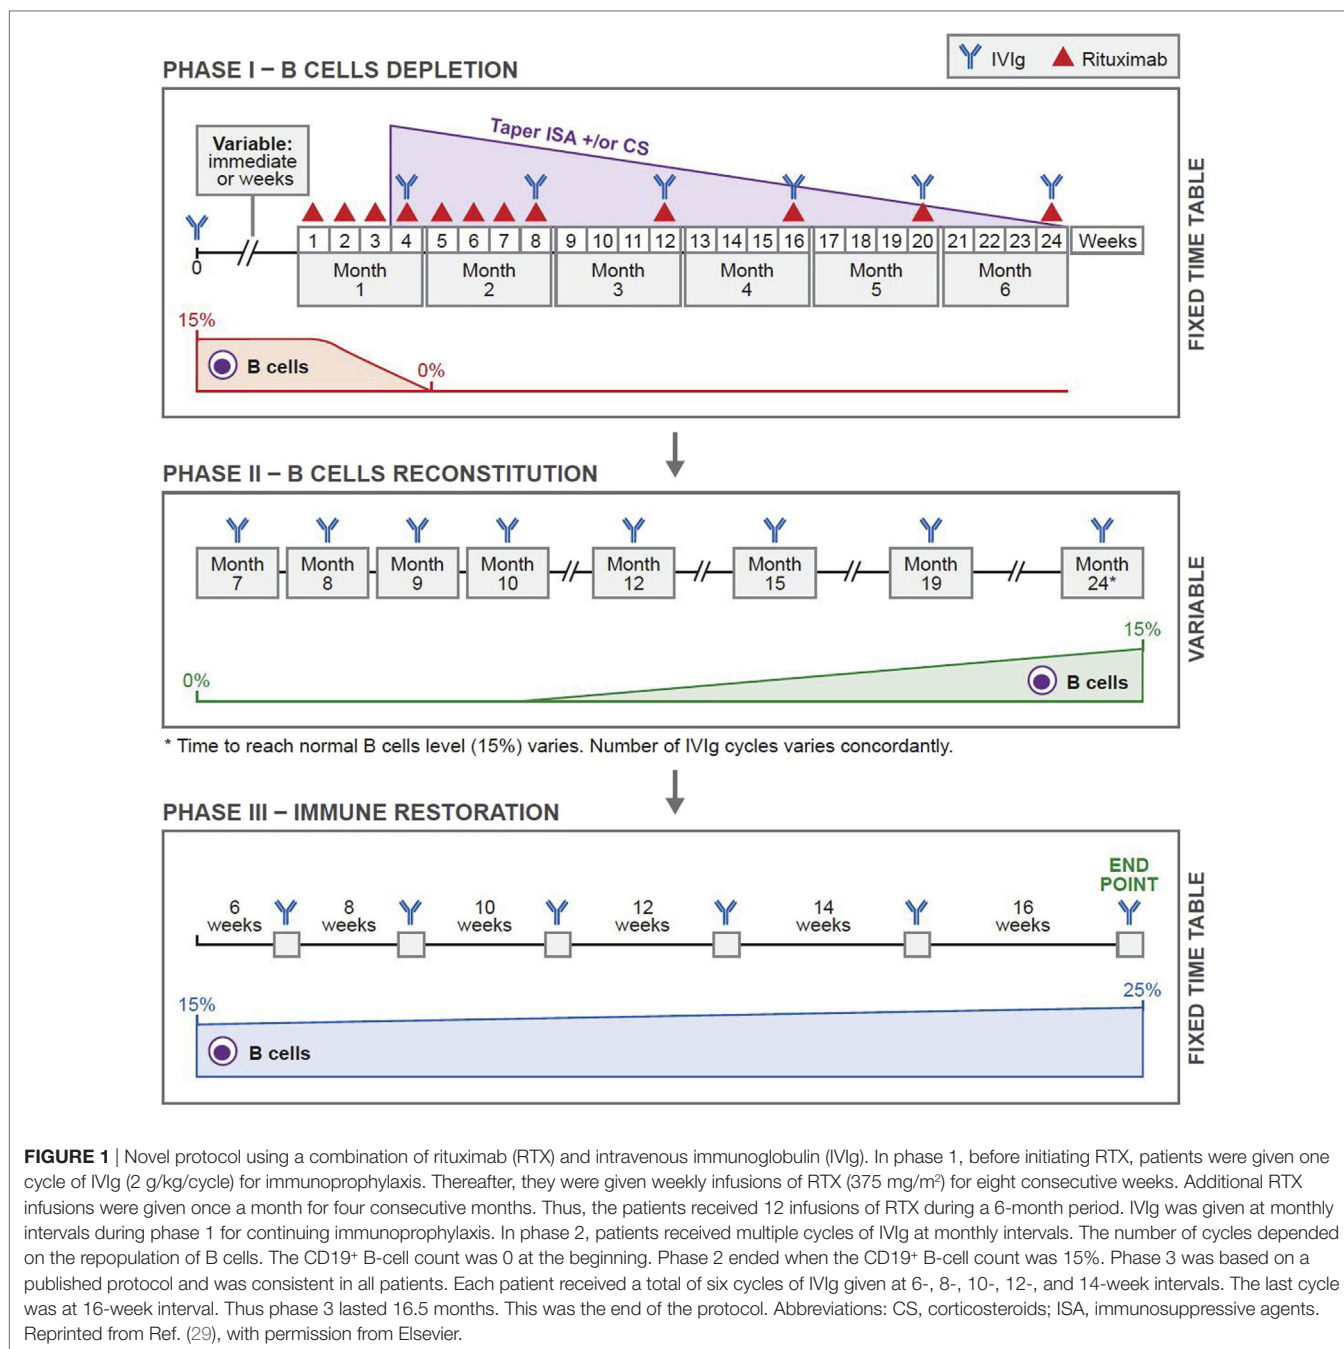 IVIg Rituximab
PHASE I – B CELLS DEPLETION
Variable:
immediate
or weeks
Taper ISA +/or CS
0
1 2 3 4 5 6 7 8 9 10 11 12 13 14 15 16 17 18 19 20 21 22 23 24 Weeks
Month Month Month Month Month Month
1 2 3 4 5 6
15%
B cells
0%
FIXED TIME TABLE
PHASE II – B CELLS RECONSTITUTION
Month Month Month Month Month Month Month Month
7 8 9 10 12 15 19 24*
0%
15%
B cells
VARIABLE
* Time to reach normal B cells level (15%) varies. Number of IVIg cycles varies concordantly.
PHASE III – IMMUNE RESTORATION
END
POINT
6 8 10 12 14 16
weeks weeks weeks weeks weeks weeks
15%
25%
B cells
FIXED TIME TABLE
FIGURE 1 | Novel protocol using a combination of rituximab (RTX) and intravenous immunoglobulin (IVIg). In phase 1, before initiating RTX, patients were given one
cycle of IVIg (2 g/kg/cycle) for immunoprophylaxis. Thereafter, they were given weekly infusions of RTX (375 mg/m²) for eight consecutive weeks. Additional RTX
infusions were given once a month for four consecutive months. Thus, the patients received 12 infusions of RTX during a 6-month period. IVIg was given at monthly
intervals during phase 1 for continuing immunoprophylaxis. In phase 2, patients received multiple cycles of IVIg at monthly intervals. The number of cycles depended
on the repopulation of B cells. The CD19⁺ B-cell count was 0 at the beginning. Phase 2 ended when the CD19⁺ B-cell count was 15%. Phase 3 was based on a
published protocol and was consistent in all patients. Each patient received a total of six cycles of IVIg given at 6-, 8-, 10-, 12-, and 14-week intervals. The last cycle
was at 16-week interval. Thus phase 3 lasted 16.5 months. This was the end of the protocol. Abbreviations: CS, corticosteroids; ISA, immunosuppressive agents.
Reprinted from Ref. (29), with permission from Elsevier.